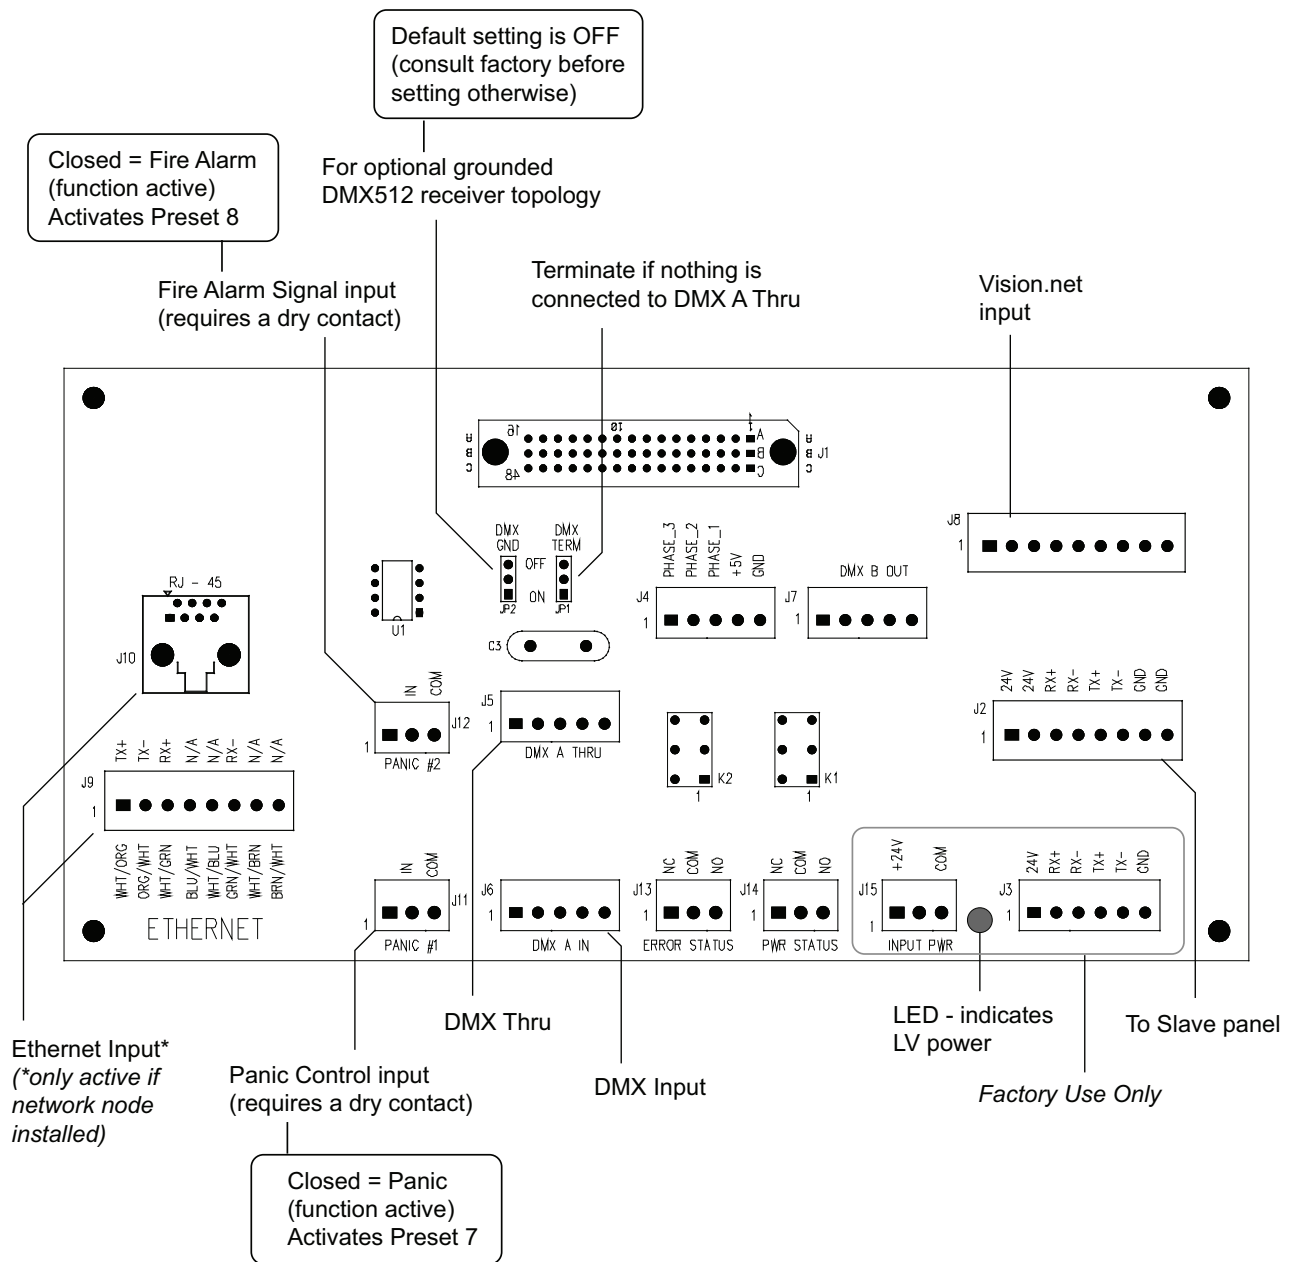 Default setting is OFF
(consult factory before
setting otherwise)
Closed = Fire Alarm
(function active)
Activates Preset 8
For optional grounded
DMX512 receiver topology
Fire Alarm Signal input
(requires a dry contact)
Terminate if nothing is
connected to DMX A Thru
Vision.net
input
16 10 1
A A A
B B B J1
C 48 C C
DMX
GND
DMX
TERM
OFF
ON
JP2
JP1
U1
C3
PHASE_3
PHASE_2
PHASE_1
+5V
GND
J4
1
DMX B OUT
J7
1
J8
1
RJ - 45
J10
IN
COM
J12
1
PANIC #2
J5
1
DMX A THRU
K2
1
K1
1
24V
24V
RX+
RX-
TX+
TX-
GND
GND
J2
1
TX+
TX-
RX+
N/A
N/A
RX-
N/A
N/A
J9
1
WHT/ORG
ORG/WHT
WHT/GRN
BLU/WHT
WHT/BLU
GRN/WHT
WHT/BRN
BRN/WHT
ETHERNET
IN
COM
J11
1
PANIC #1
J6
1
DMX A IN
NC
COM
NO
J13
1
ERROR STATUS
NC
COM
NO
J14
1
PWR STATUS
+24V
COM
J15
1
INPUT PWR
24V
RX+
RX-
TX+
TX-
GND
J3
1
Ethernet Input*
(*only active if
network node
installed)
Panic Control input
(requires a dry contact)
Closed = Panic
(function active)
Activates Preset 7
DMX Thru
DMX Input
LED - indicates
LV power
To Slave panel
Factory Use Only